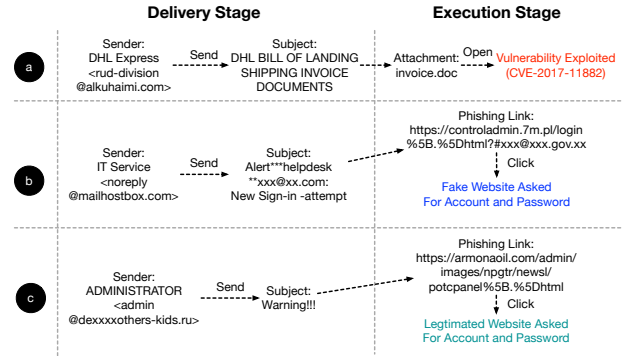 Delivery Stage
Execution Stage
a
Sender:
DHL Express
<rud-division
@alkuhaimi.com>
Send
Subject:
DHL BILL OF LANDING
SHIPPING INVOICE
DOCUMENTS
Attachment:
invoice.doc
Open
Vulnerability Exploited
(CVE-2017-11882)
b
Sender:
IT Service
<noreply
@mailhostbox.com>
Send
Subject:
Alert***helpdesk
**xxx@xx.com:
New Sign-in -attempt
Phishing Link:
https://controladmin.7m.pl/login
%5B.%5Dhtml?#xxx@xxx.gov.xx
Click
Fake Website Asked
For Account and Password
c
Sender:
ADMINISTRATOR
<admin
@dexxxxothers-kids.ru>
Send
Subject:
Warning!!!
Phishing Link:
https://armonaoil.com/admin/
images/npgtr/newsl/
potcpanel%5B.%5Dhtml
Click
Legtimated Website Asked
For Account and Password